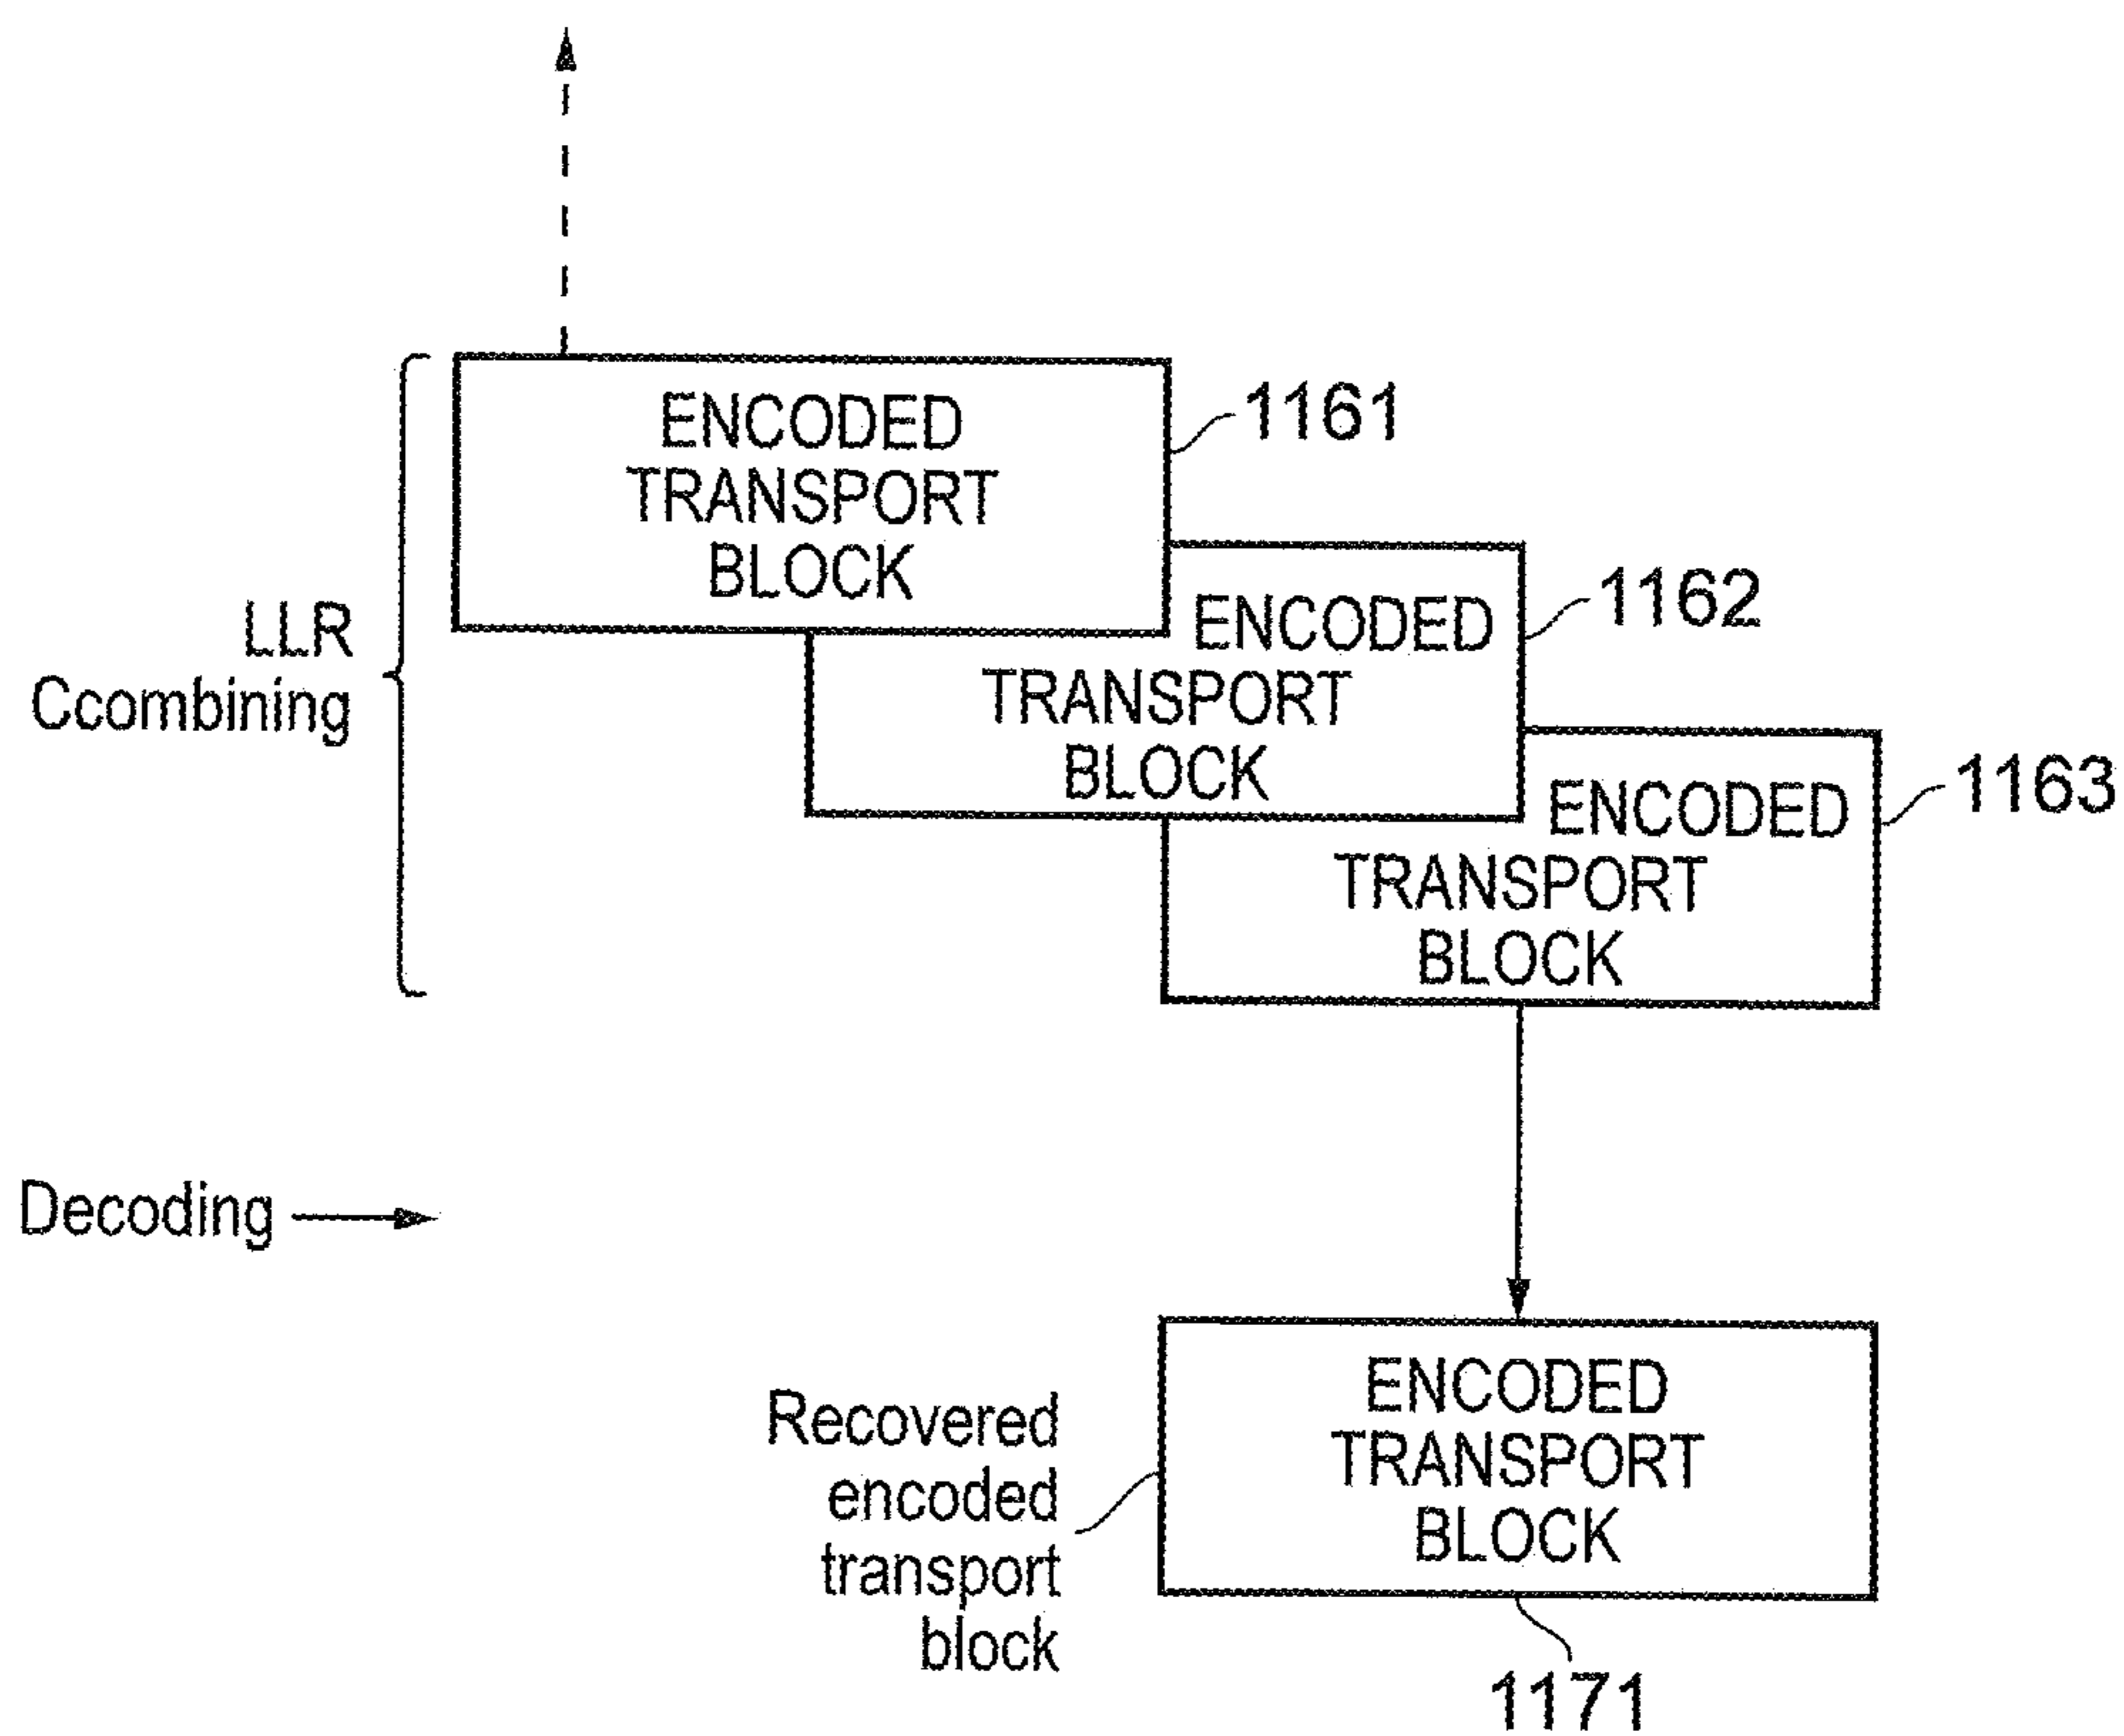 ENCODED
TRANSPORT
BLOCK
1161
LLR
Ccombining
ENCODED
TRANSPORT
BLOCK
1162
ENCODED
TRANSPORT
BLOCK
1163
Decoding
Recovered
encoded
transport
block
ENCODED
TRANSPORT
BLOCK
1171